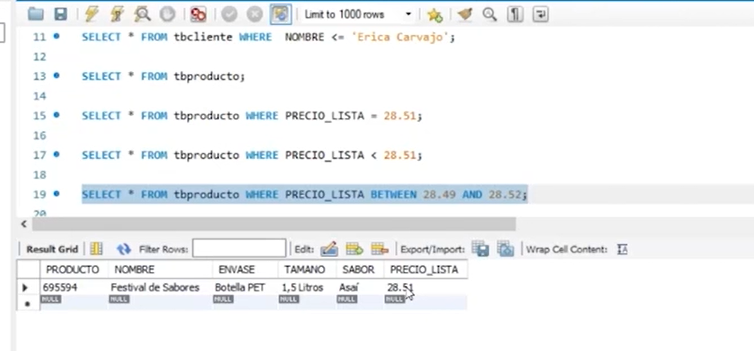 Limit to 1000 rows
11 SELECT * FROM tbcliente WHERE NOMBRE <= 'Erica Carvajo';
12
13 SELECT * FROM tbproducto;
14
15 SELECT * FROM tbproducto WHERE PRECIO_LISTA = 28.51;
16
17 SELECT * FROM tbproducto WHERE PRECIO_LISTA < 28.51;
18
19 SELECT * FROM tbproducto WHERE PRECIO_LISTA BETWEEN 28.49 AND 28.52;
20
Result Grid Filter Rows: Edit: Export/Import: Wrap Cell Content: IA
PRODUCTO NOMBRE ENVASE TAMANO SABOR PRECIO_LISTA
695594 Festival de Sabores Botella PET 1,5 Litros Asaí 28.51
NULL NULL NULL NULL NULL NULL